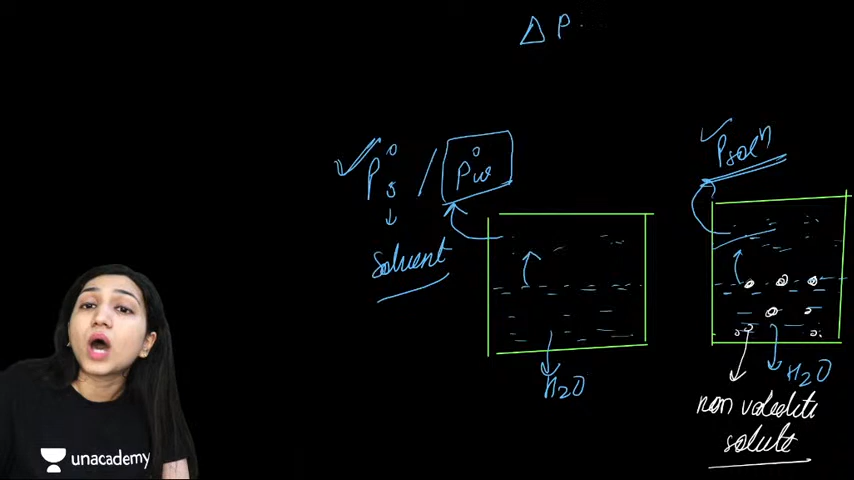 ΔP:
P°s / P°w
Psolⁿ
solvent
H2O
H2O
non volatile
solute
unacademy